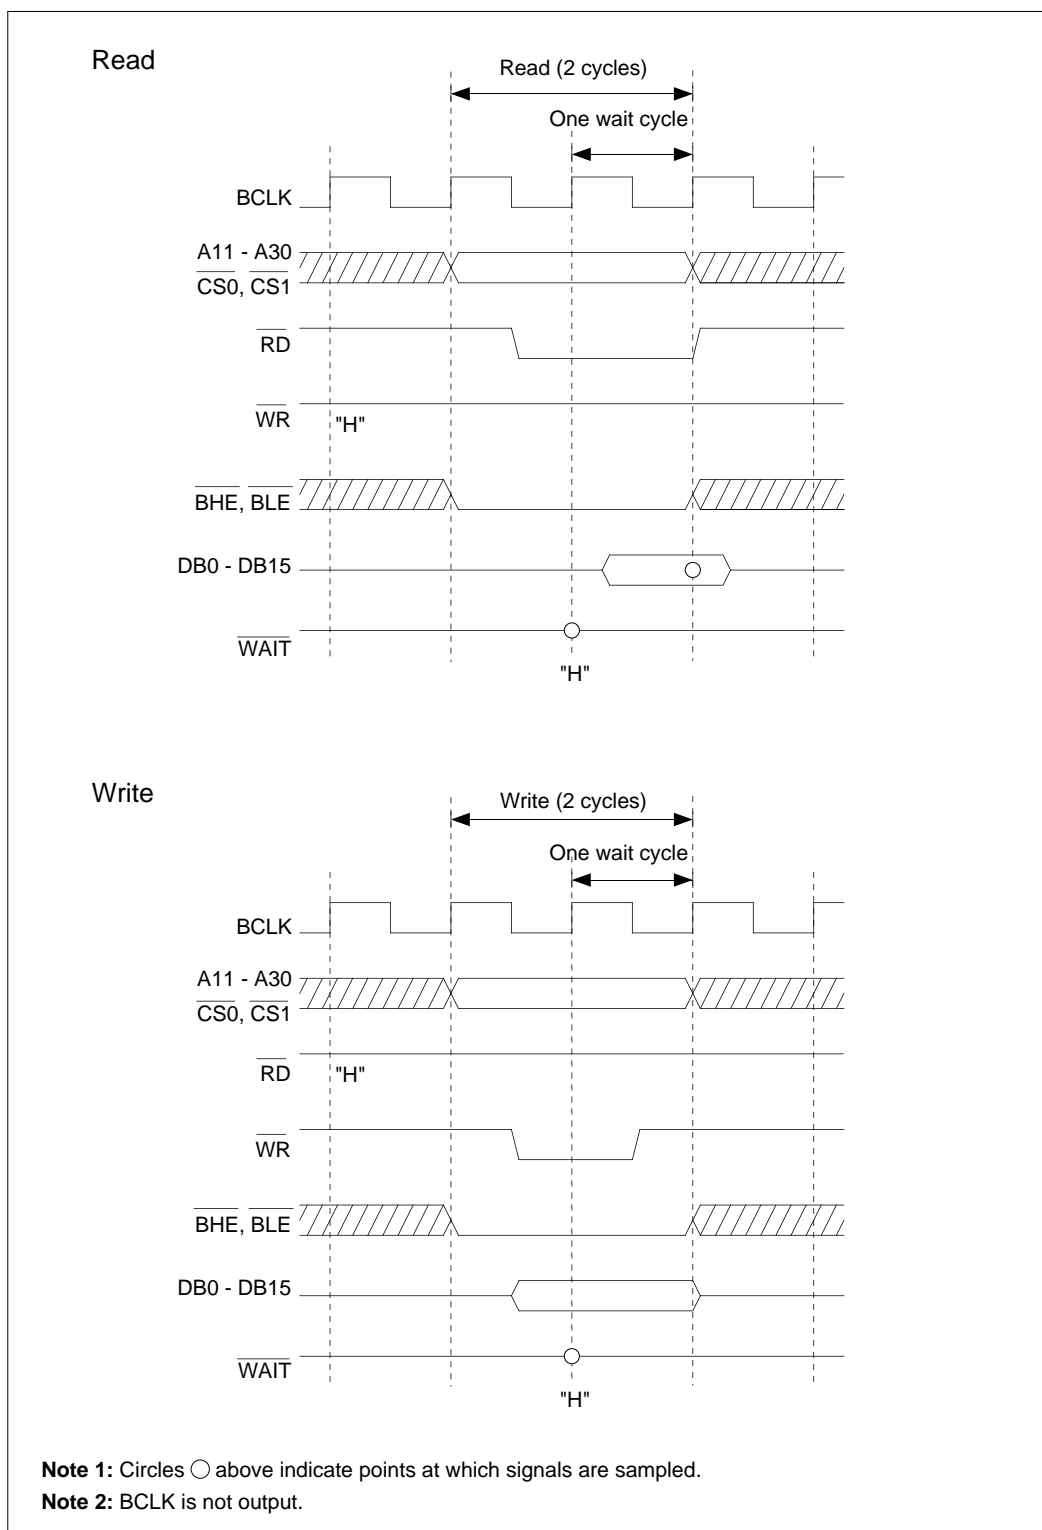 Read
Read (2 cycles)
One wait cycle
BCLK
A11 - A30
CS0, CS1
RD
WR
"H"
BHE, BLE
DB0 - DB15
WAIT
"H"
Write
Write (2 cycles)
One wait cycle
BCLK
A11 - A30
CS0, CS1
RD
"H"
WR
BHE, BLE
DB0 - DB15
WAIT
"H"
Note 1: Circles ○ above indicate points at which signals are sampled.
Note 2: BCLK is not output.